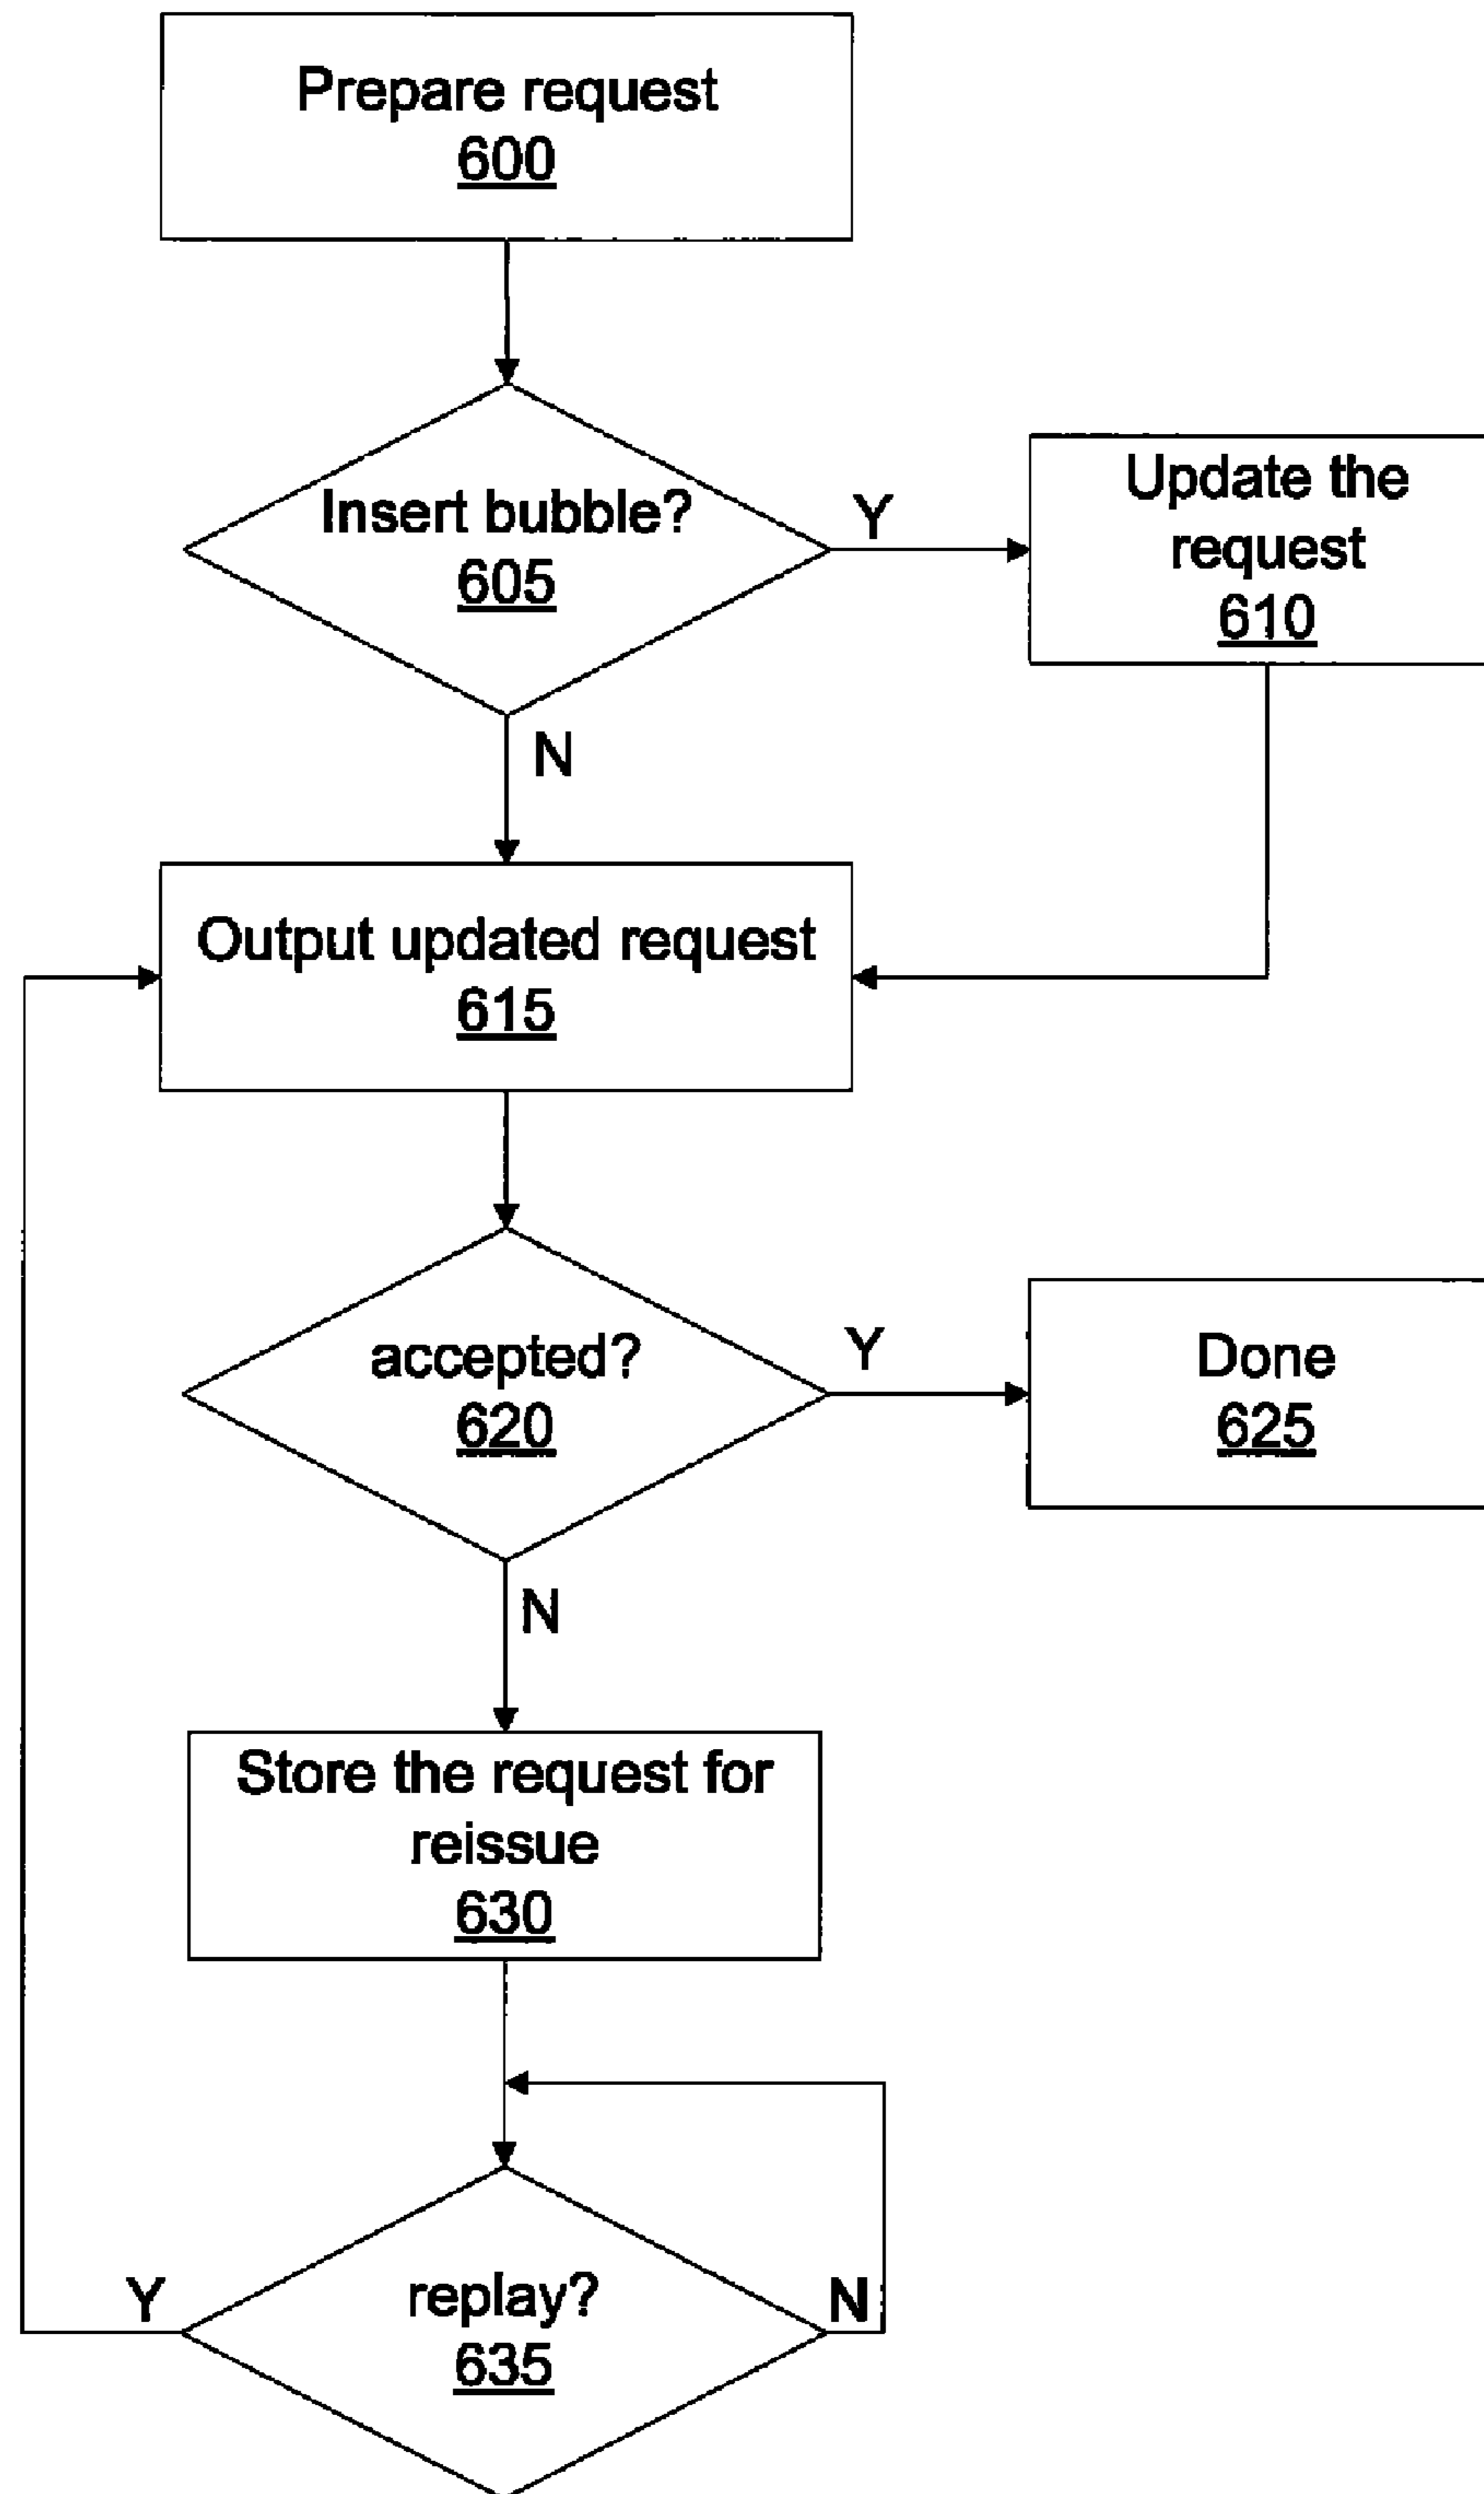 Prepare request
600
Insert bubble?
605
Y
Update the
request
610
N
Output updated request
615
accepted?
620
Y
Done
625
N
Store the request for
reissue
630
Y
replay?
635
N